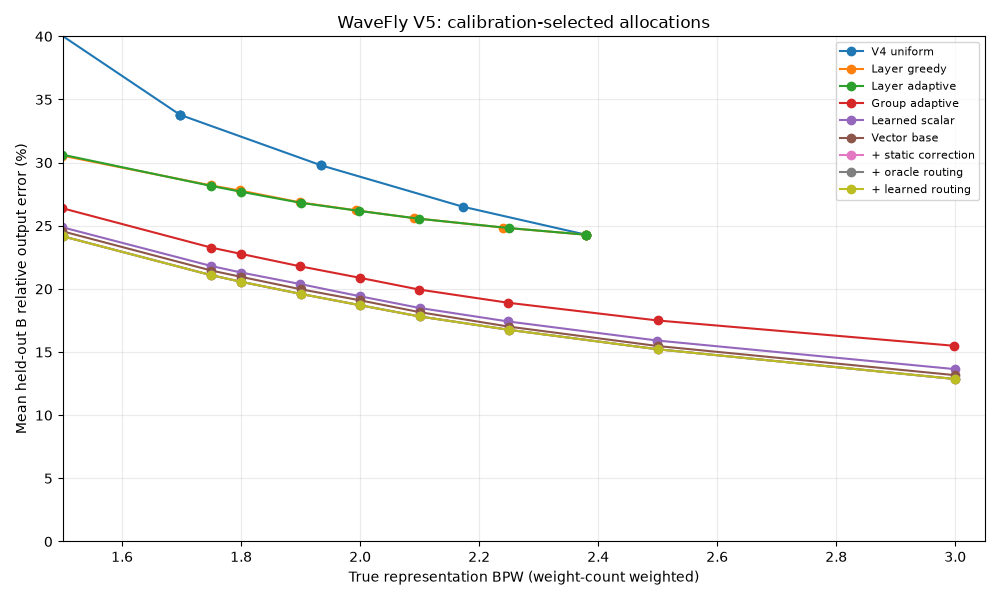 WaveFly V5: calibration-selected allocations
Mean held-out B relative output error (%)
40
35
30
25
20
15
10
5
0
V4 uniform
Layer greedy
Layer adaptive
Group adaptive
Learned scalar
Vector base
+ static correction
+ oracle routing
+ learned routing
1.6
1.8
2.0
2.2
2.4
2.6
2.8
3.0
True representation BPW (weight-count weighted)